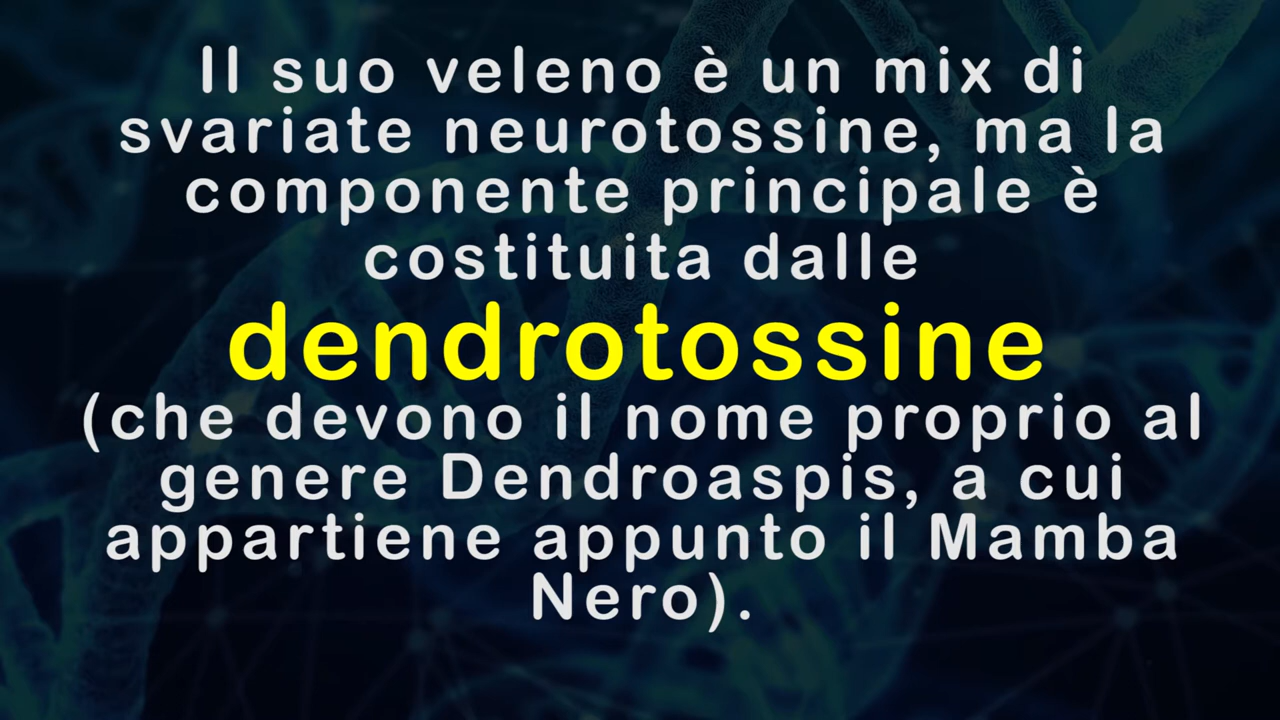 Il suo veleno è un mix di
svariate neurotossine, ma la
componente principale è
costituita dalle
dendrotossine
(che devono il nome proprio al
genere Dendroaspis, a cui
appartiene appunto il Mamba
Nero).